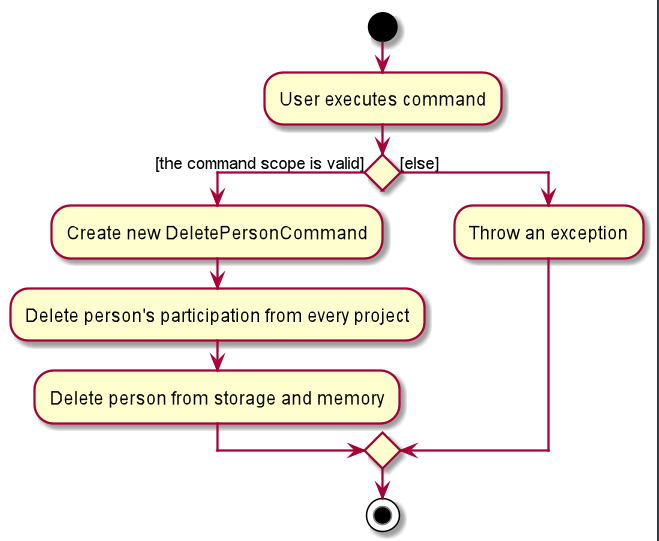 User executes command
[the command scope is valid]
[else]
Create new DeletePersonCommand
Throw an exception
Delete person's participation from every project
Delete person from storage and memory